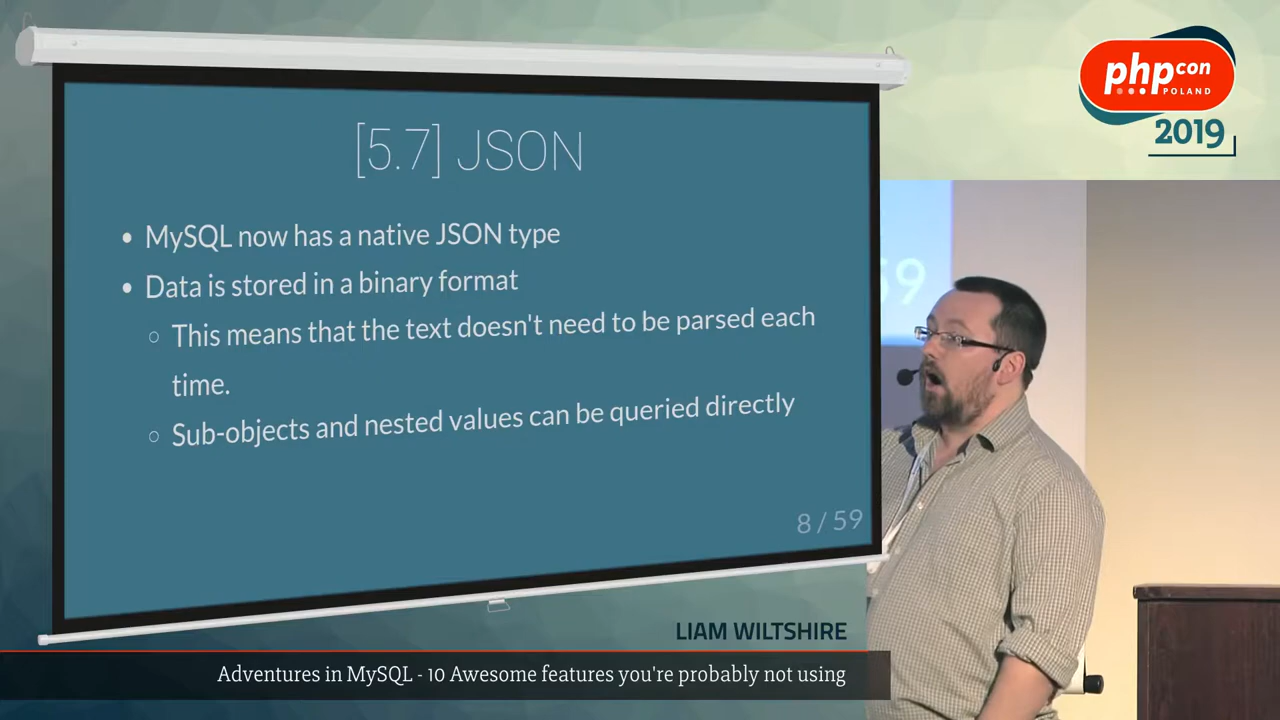 [5.7] JSON
MySQL now has a native JSON type
Data is stored in a binary format
This means that the text doesn't need to be parsed each
time.
Sub-objects and nested values can be queried directly
8 / 59
php con
POLAND
2019
59
LIAM WILTSHIRE
Adventures in MySQL - 10 Awesome features you're probably not using